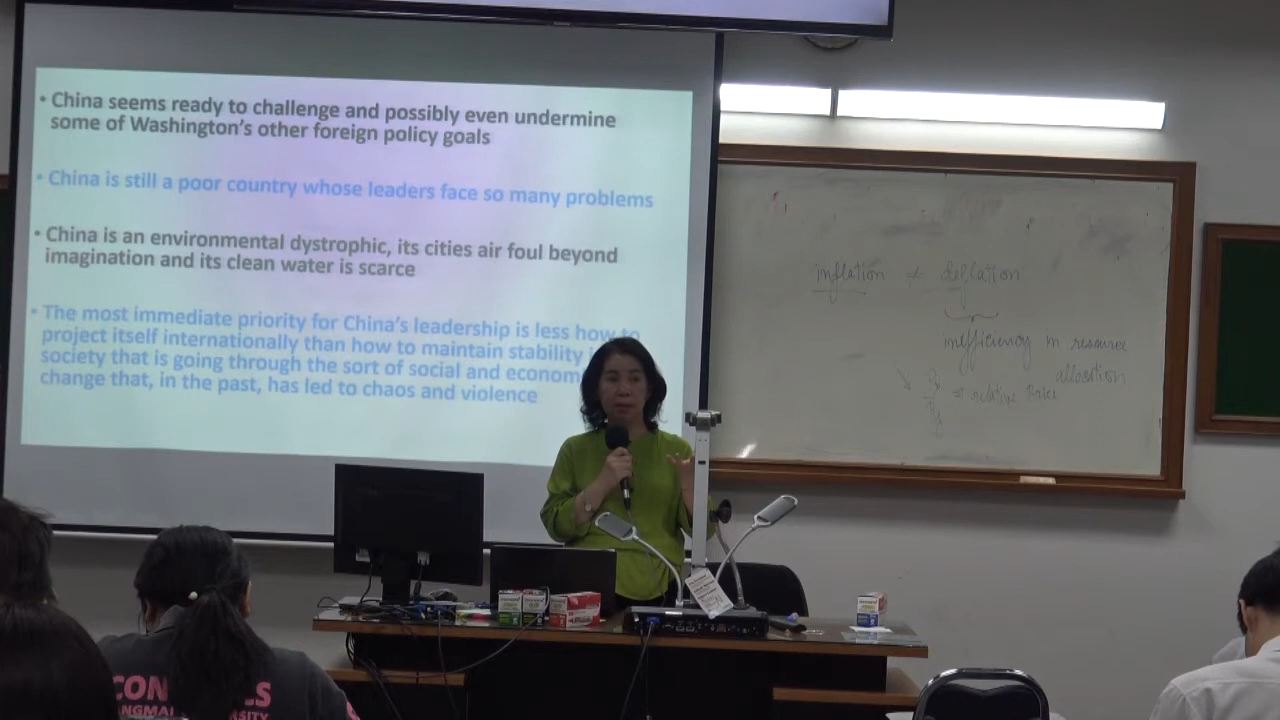 • China seems ready to challenge and possibly even undermine
some of Washington's other foreign policy goals
• China is still a poor country whose leaders face so many problems
• China is an environmental dystrophic, its cities air foul beyond
imagination and its clean water is scarce
• The most immediate priority for China's leadership is less how to
project itself internationally than how to maintain stability
society that is going through the sort of social and econom
change that, in the past, has led to chaos and violence
inflation ≠ deflation
inefficiency in resource
allocation
= relative Price
CON CS
ANGMA RSITY